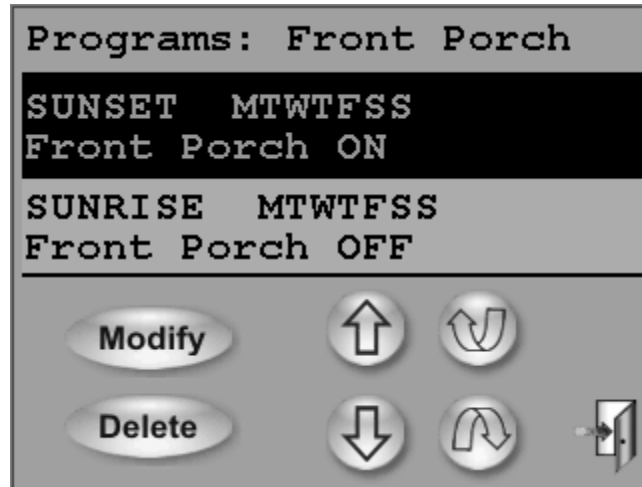 Programs: Front Porch
SUNSET MTWTFSS
Front Porch ON
SUNRISE MTWTFSS
Front Porch OFF
Modify
Delete